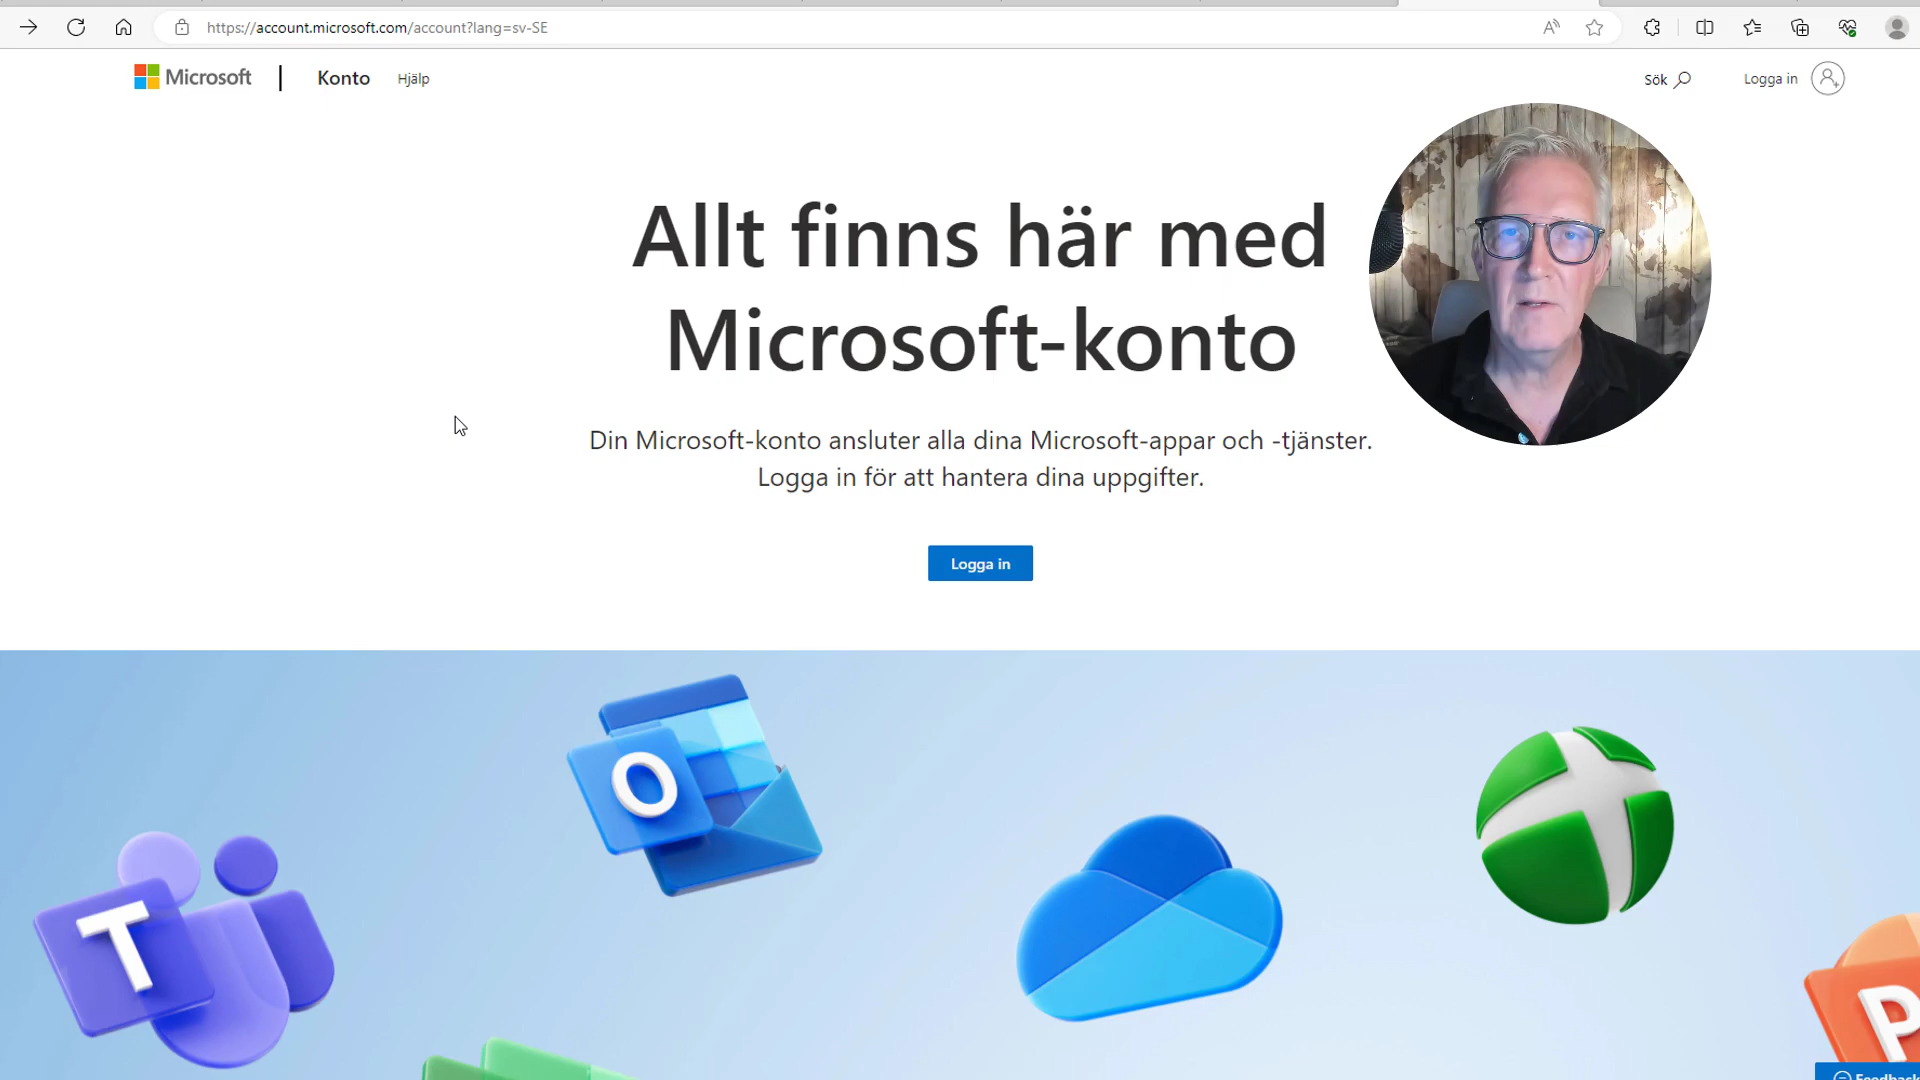 https://account.microsoft.com/account?lang=sv-SE
Microsoft
Konto
Hjälp
Sök
Logga in
Allt finns här med
Microsoft-konto
Din Microsoft-konto ansluter alla dina Microsoft-appar och -tjänster.
Logga in för att hantera dina uppgifter.
Logga in
O
T
P
Feedback